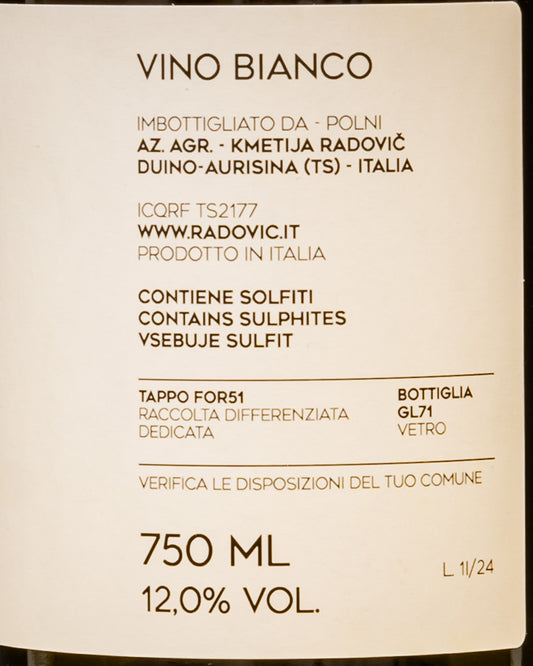 VINO BIANCO
IMBOTTIGLIATO DA - POLNI
AZ. AGR. - KMETIJA RADOVIČ
DUINO-AURISINA (TS) - ITALIA
ICQRF TS2177
WWW.RADOVIC.IT
PRODOTTO IN ITALIA
CONTIENE SOLFITI
CONTAINS SULPHITES
VSEBUJE SULFIT
TAPPO FOR51
RACCOLTA DIFFERENZIATA
DEDICATA
BOTTIGLIA
GL71
VETRO
VERIFICA LE DISPOSIZIONI DEL TUO COMUNE
750 ML
12,0% VOL.
L. 11/24